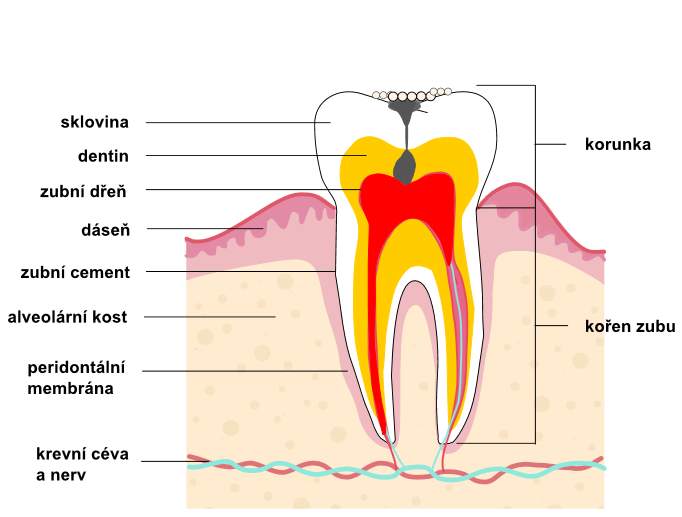 sklovina
dentin
zubní dřeň
dáseň
zubní cement
alveolární kost
peridontální
membrána
krevní céva
a nerv
korunka
kořen zubu